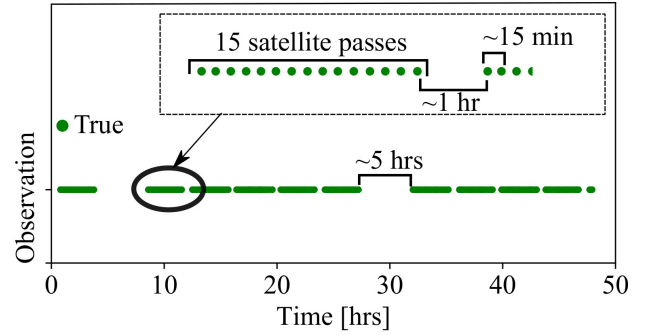 15 satellite passes
~15 min
~1 hr
True
~5 hrs
Observation
0 10 20 30 40 50
Time [hrs]